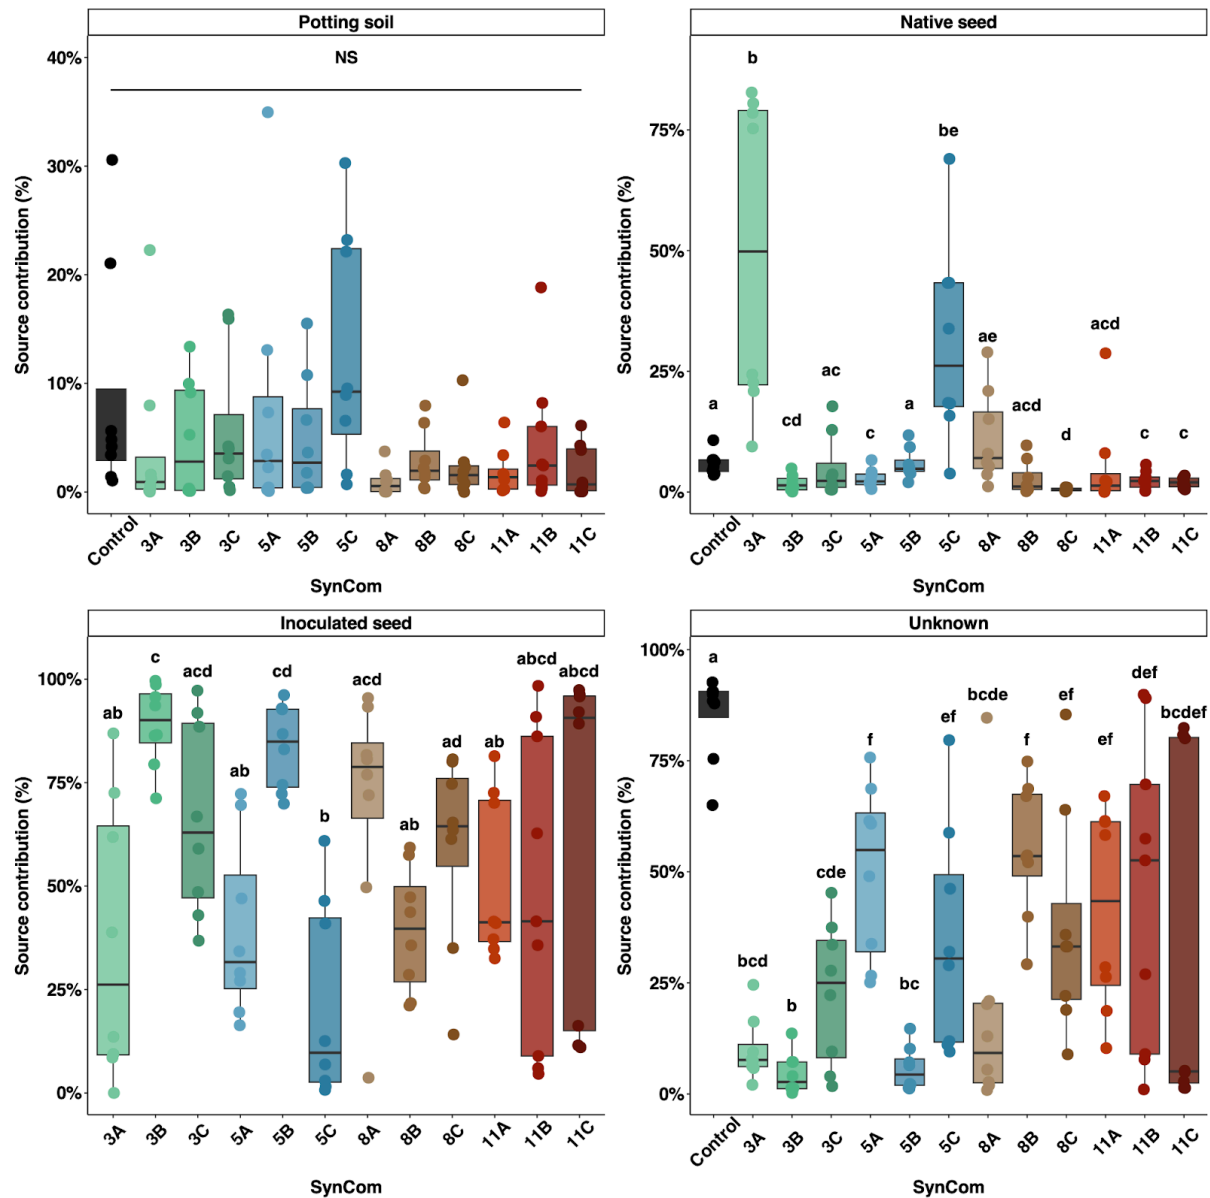 Potting soil
NS
40%
30%
20%
10%
0%
Source contribution (%)
Control 3A 3B 3C 5A 5B 5C 8A 8B 8C 11A 11B 11C
SynCom
Native seed
b
be
ae
acd
ac
a
cd
c
a
acd
d
c
c
75%
50%
25%
0%
Source contribution (%)
Control 3A 3B 3C 5A 5B 5C 8A 8B 8C 11A 11B 11C
SynCom
Inoculated seed
ab
c
acd
ab
cd
b
acd
ab
ad
ab
abcd
abcd
100%
75%
50%
25%
0%
Source contribution (%)
3A 3B 3C 5A 5B 5C 8A 8B 8C 11A 11B 11C
SynCom
Unknown
a
bcd
b
cde
f
bc
ef
bcde
f
ef
ef
def
bcdef
100%
75%
50%
25%
0%
Source contribution (%)
Control 3A 3B 3C 5A 5B 5C 8A 8B 8C 11A 11B 11C
SynCom